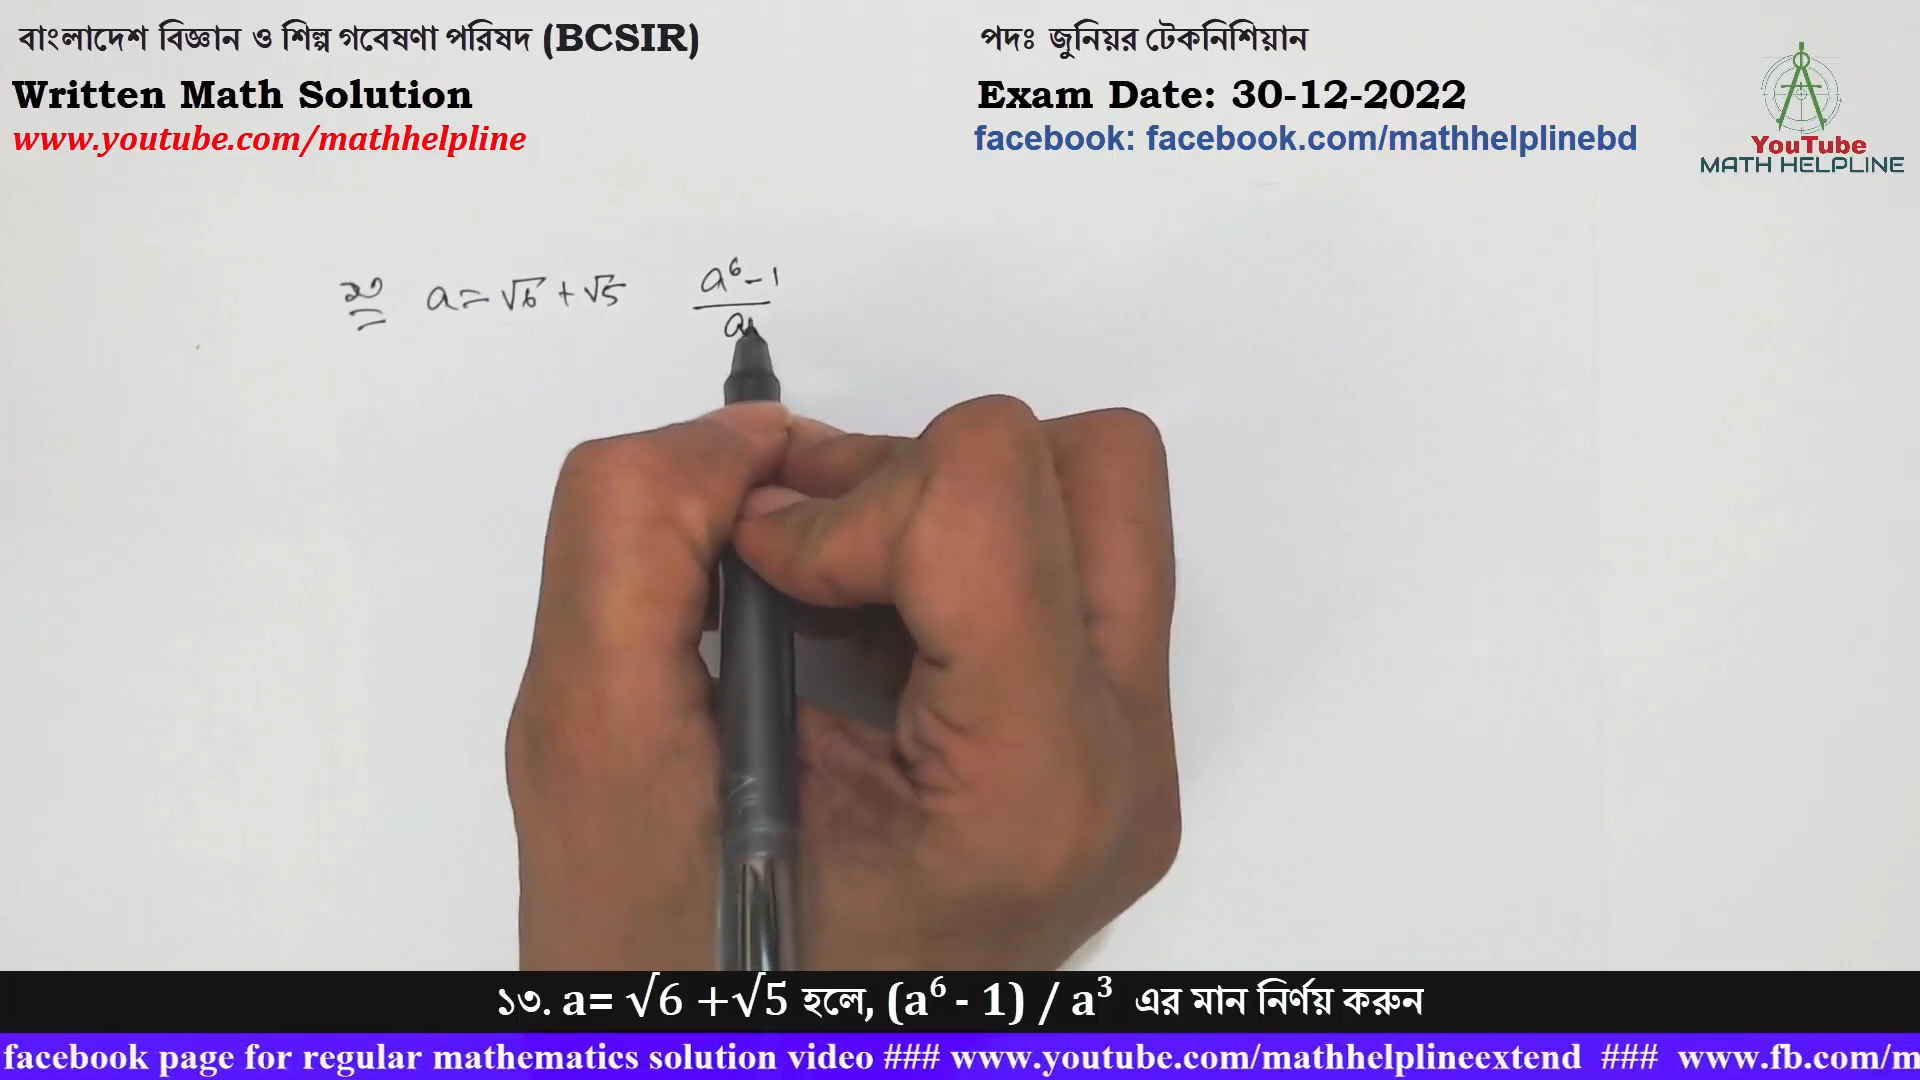 বাংলাদেশ বিজ্ঞান ও শিল্প গবেষণা পরিষদ (BCSIR)
পদঃ জুনিয়র টেকনিশিয়ান
Written Math Solution
Exam Date: 30-12-2022
www.youtube.com/mathhelpline
facebook: facebook.com/mathhelplinebd
YouTube
MATH HELPLINE
১৩ a = √6 + √5 a⁶ - 1
a
১৩. a= √6 +√5 হলে, (a⁶ - 1) / a³ এর মান নির্ণয় করুন
facebook page for regular mathematics solution video ### www.youtube.com/mathhelplineextend ### www.fb.com/m